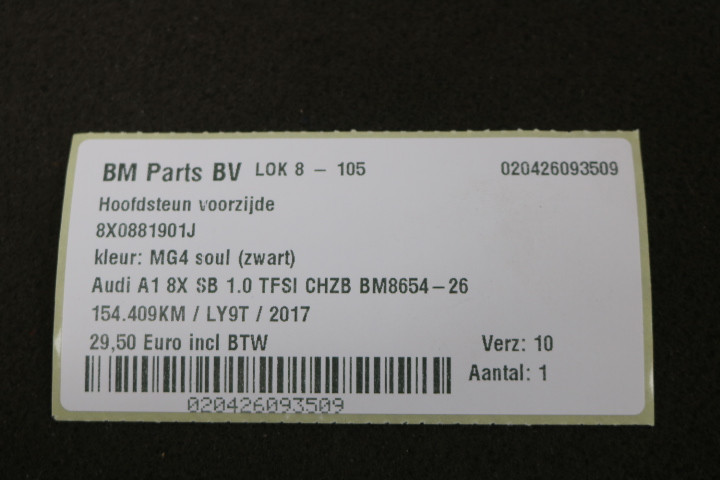 BM Parts BV LOK 8 - 105 020426093509
Hoofdsteun voorzijde
8X0881901J
kleur: MG4 soul (zwart)
Audi A1 8X SB 1.0 TFSI CHZB BM8654-26
154.409KM / LY9T / 2017
29,50 Euro incl BTW Verz: 10
Aantal: 1
020426093509